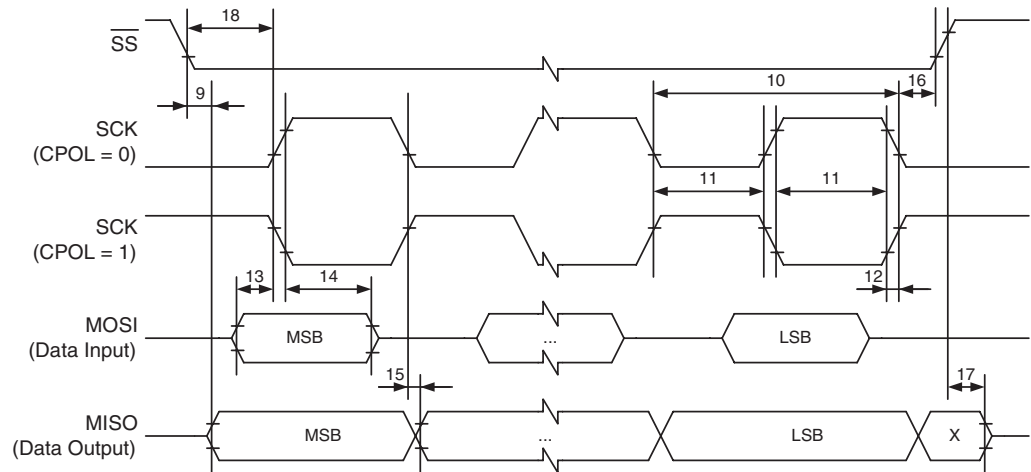 18
SS
10
16
9
SCK
(CPOL = 0)
11
11
SCK
(CPOL = 1)
13
14
12
MOSI
(Data Input)
MSB
...
LSB
15
17
MISO
(Data Output)
MSB
...
LSB
X